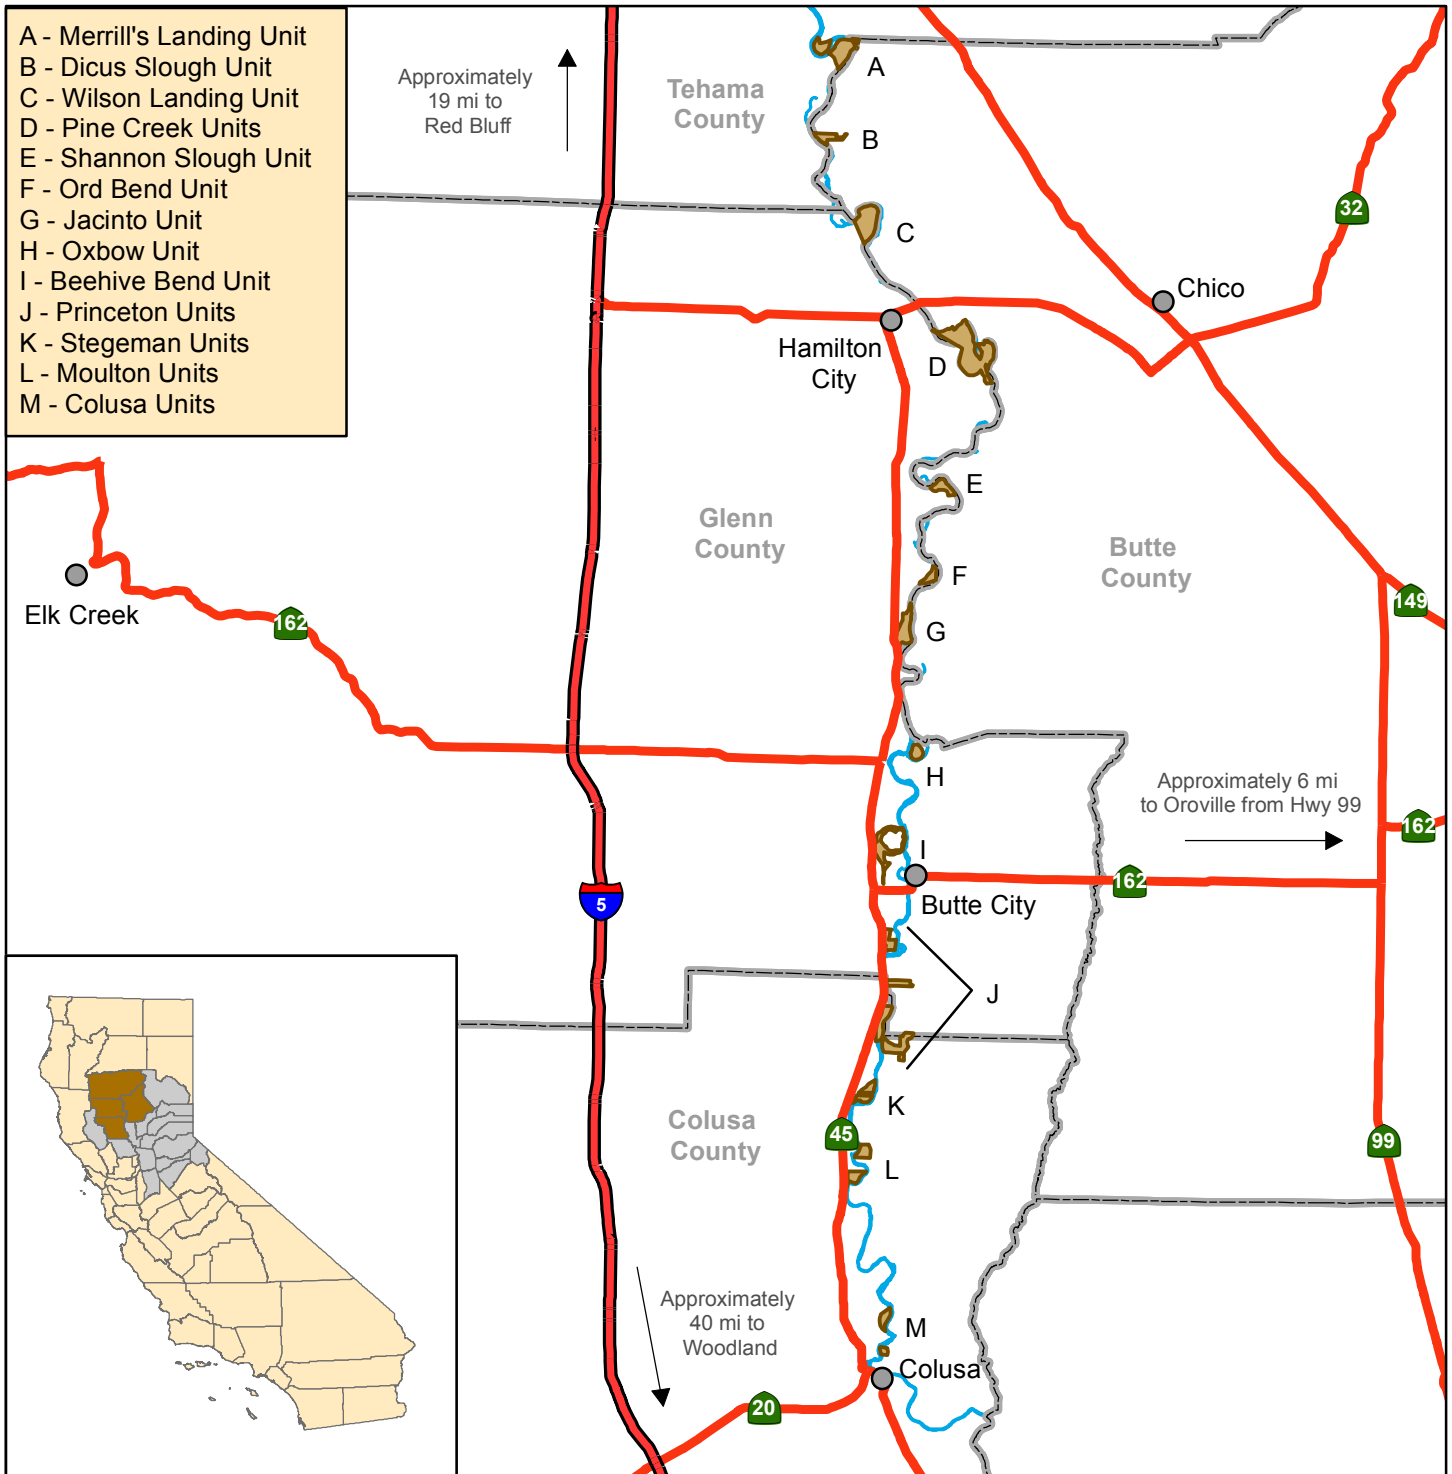 A - Merrill's Landing Unit
B - Dicus Slough Unit
C - Wilson Landing Unit
D - Pine Creek Units
E - Shannon Slough Unit
F - Ord Bend Unit
G - Jacinto Unit
H - Oxbow Unit
I - Beehive Bend Unit
J - Princeton Units
K - Stegeman Units
L - Moulton Units
M - Colusa Units
Approximately
19 mi to
Red Bluff
Tehama
County
A
B
C
32
Chico
Hamilton
City
D
E
Glenn
County
Butte
County
F
Elk Creek
162
149
G
H
Approximately 6 mi
to Oroville from Hwy 99
162
I
162
5
Butte City
J
K
Colusa
County
45
99
L
Approximately
40 mi to
Woodland
M
Colusa
20